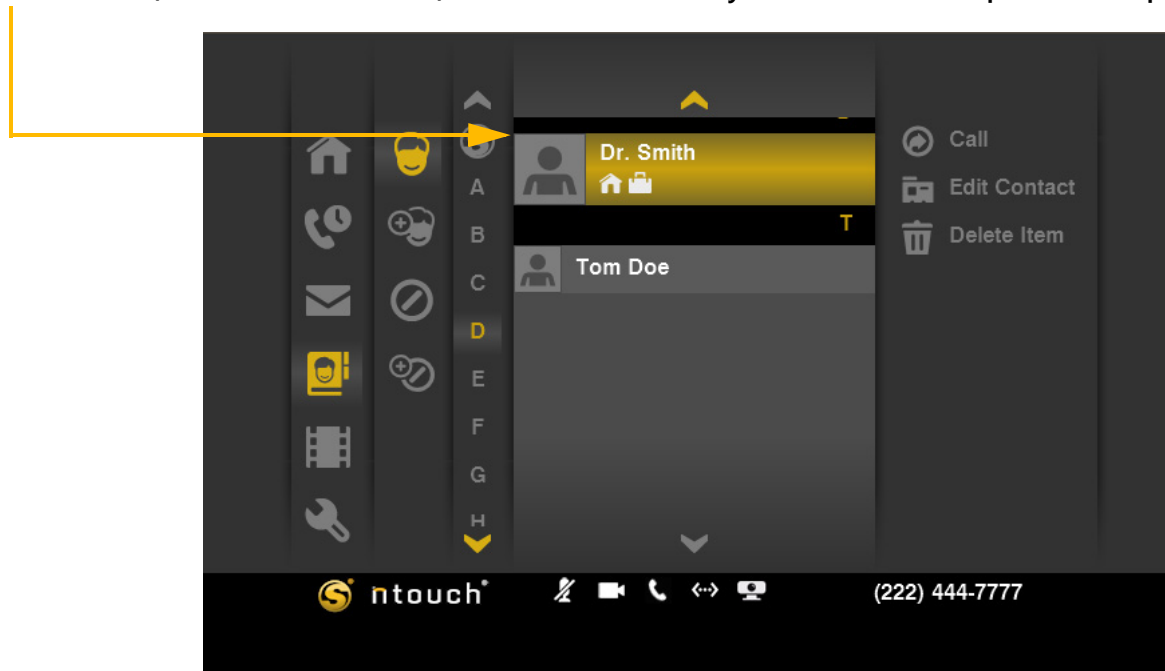 Dr. Smith
T
Tom Doe
A
B
C
D
E
F
G
H
Call
Edit Contact
Delete Item
ntouch
(222) 444-7777